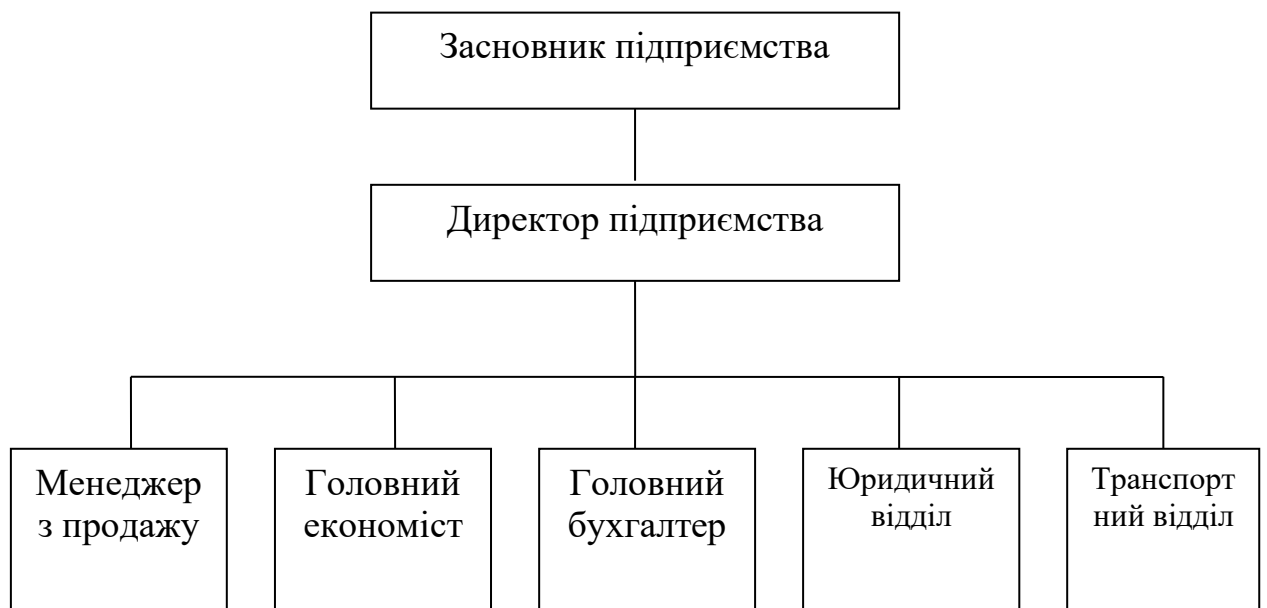 Засновник підприємства
Директор підприємства
Менеджер
з продажу
Головний
економіст
Головний
бухгалтер
Юридичний
відділ
Транспорт
ний відділ